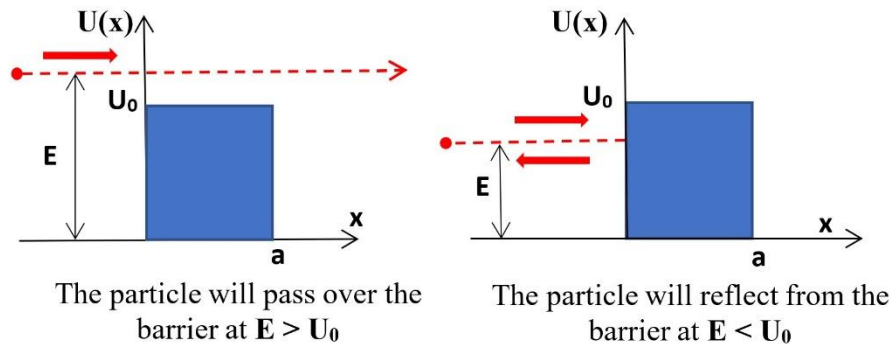 U(x)
U₀
E
x
a
The particle will pass over the
barrier at E > U₀
U(x)
U₀
E
x
a
The particle will reflect from the
barrier at E < U₀